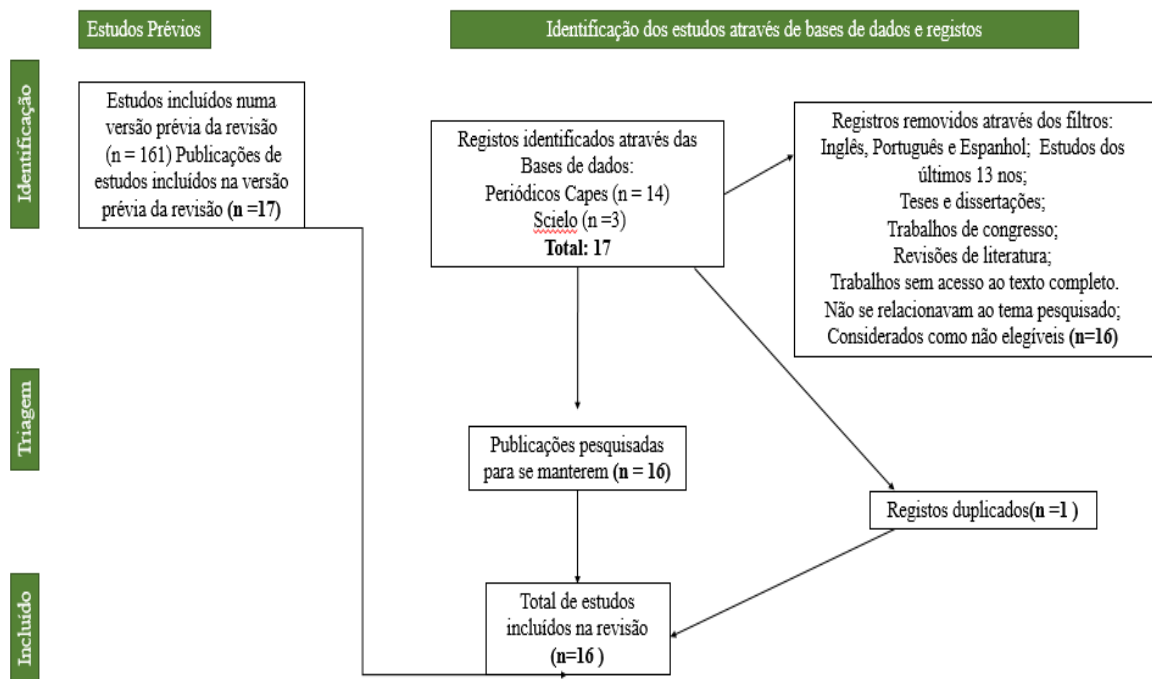 Estudos Prévios
Identificação dos estudos através de bases de dados e registos
Identificação
Estudos incluídos numa
versão prévia da revisão
(n = 161) Publicações de
estudos incluídos na versão
prévia da revisão (n =17)
Registos identificados através das
Bases de dados:
Periódicos Capes (n = 14)
Scielo (n =3)
Total: 17
Registros removidos através dos filtros:
Inglês, Português e Espanhol; Estudos dos
últimos 13 nos;
Teses e dissertações;
Trabalhos de congresso;
Revisões de literatura;
Trabalhos sem acesso ao texto completo.
Não se relacionavam ao tema pesquisado;
Considerados como não elegíveis (n=16)
Triagem
Publicações pesquisadas
para se manterem (n = 16)
Registos duplicados(n =1 )
Incluído
Total de estudos
incluídos na revisão
(n=16 )